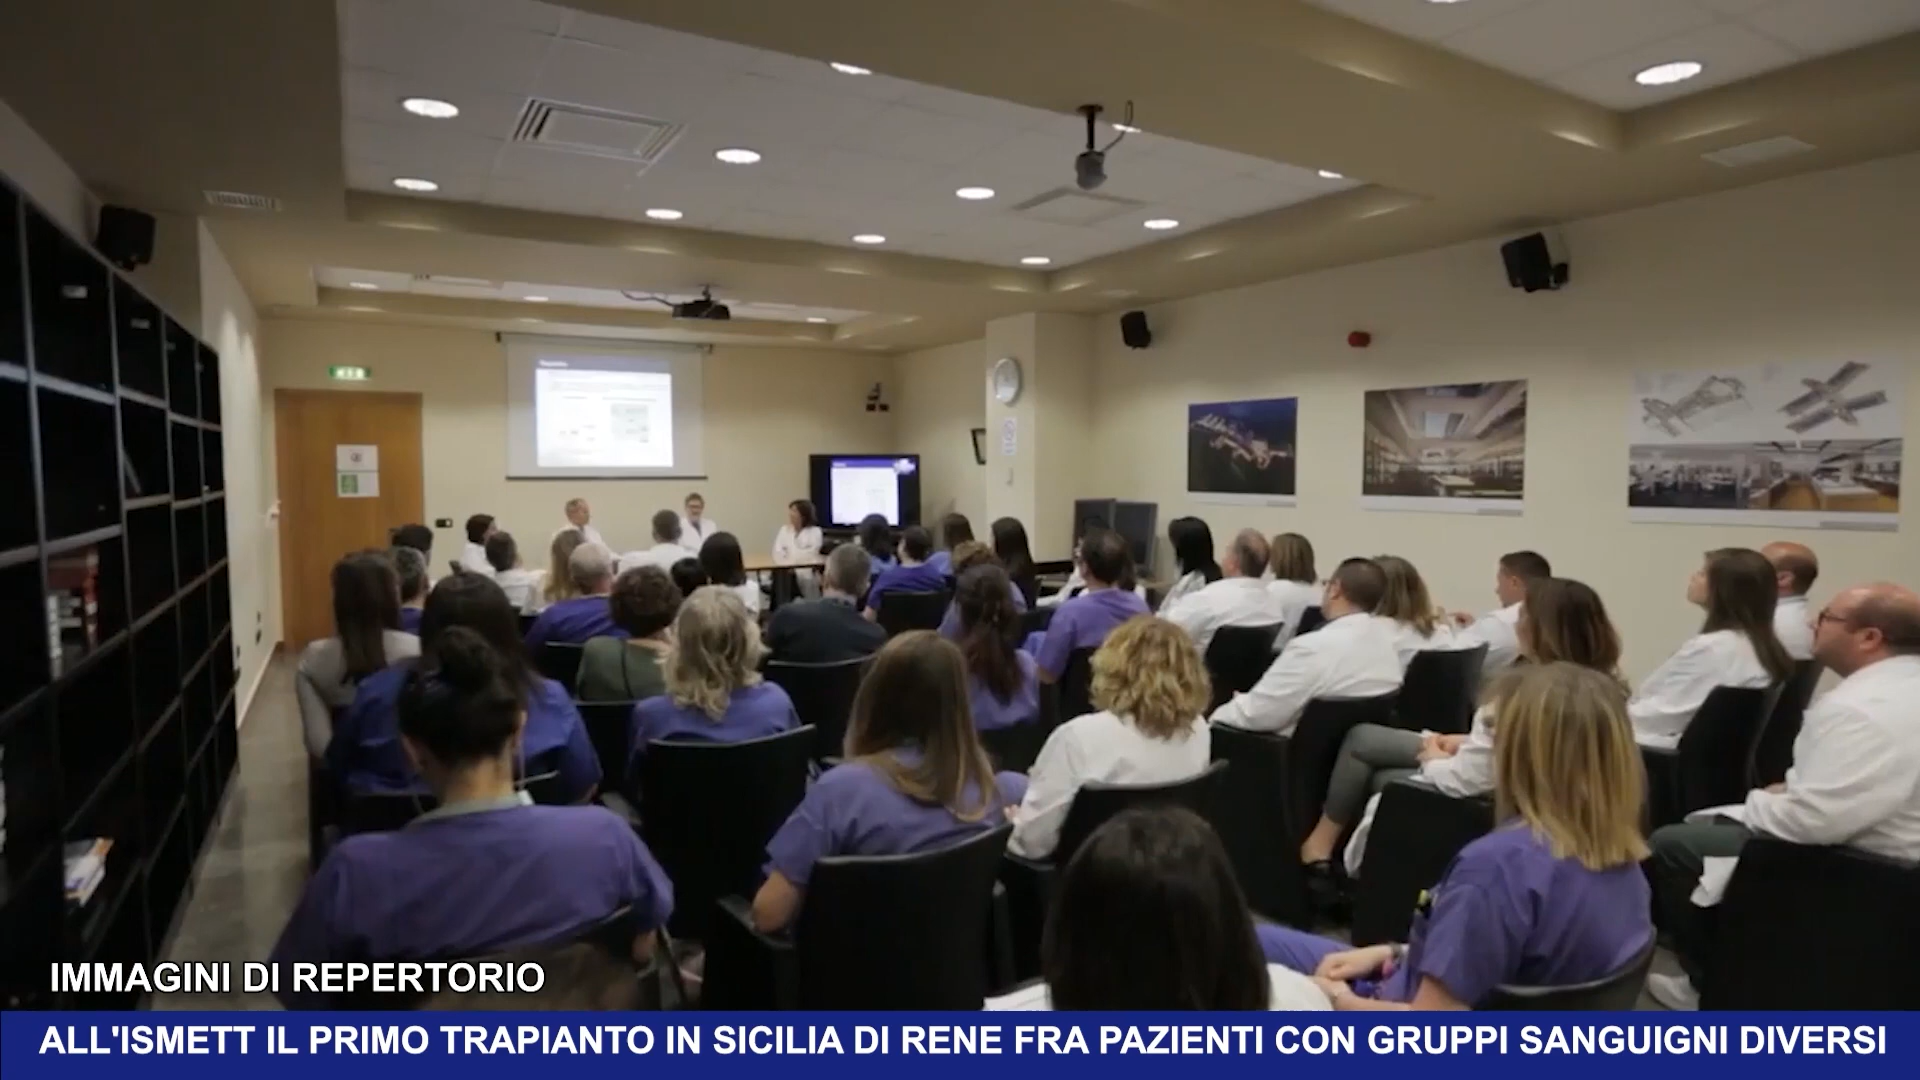 IMMAGINI DI REPERTORIO
ALL'ISMETT IL PRIMO TRAPIANTO IN SICILIA DI RENE FRA PAZIENTI CON GRUPPI SANGUIGNI DIVERSI